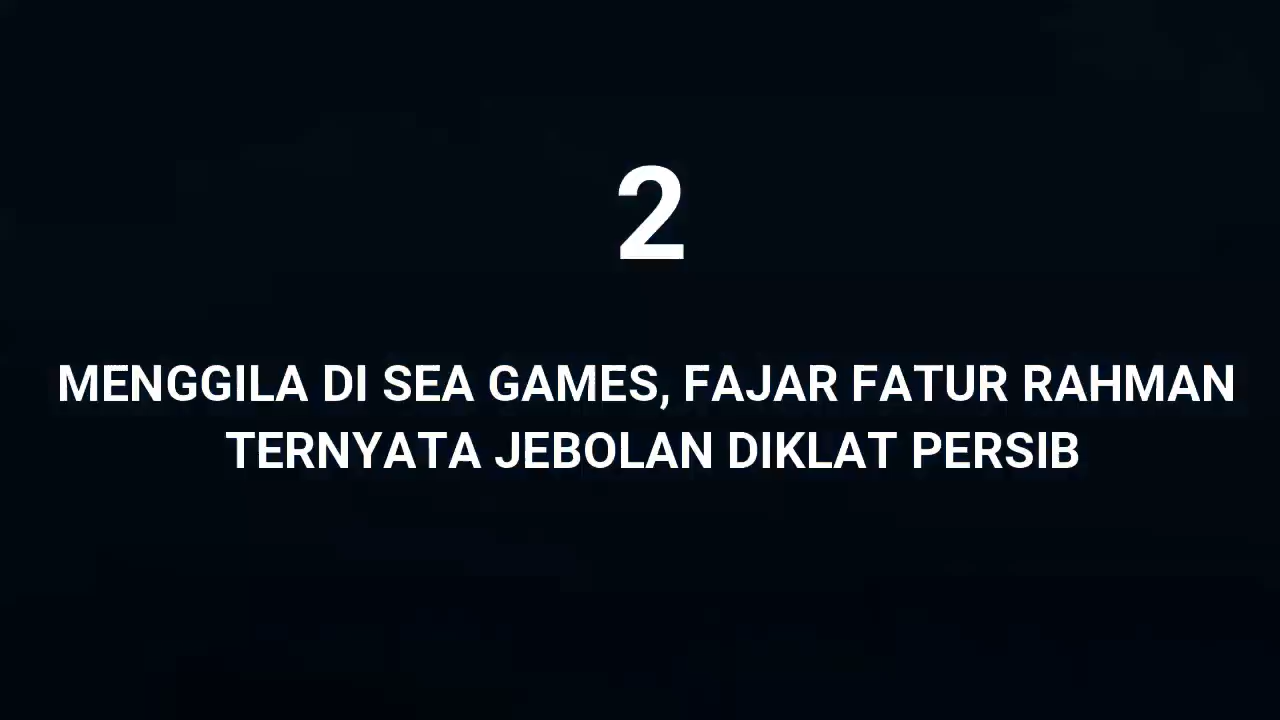 2
MENGGILA DI SEA GAMES, FAJAR FATUR RAHMAN
TERNYATA JEBOLAN DIKLAT PERSIB